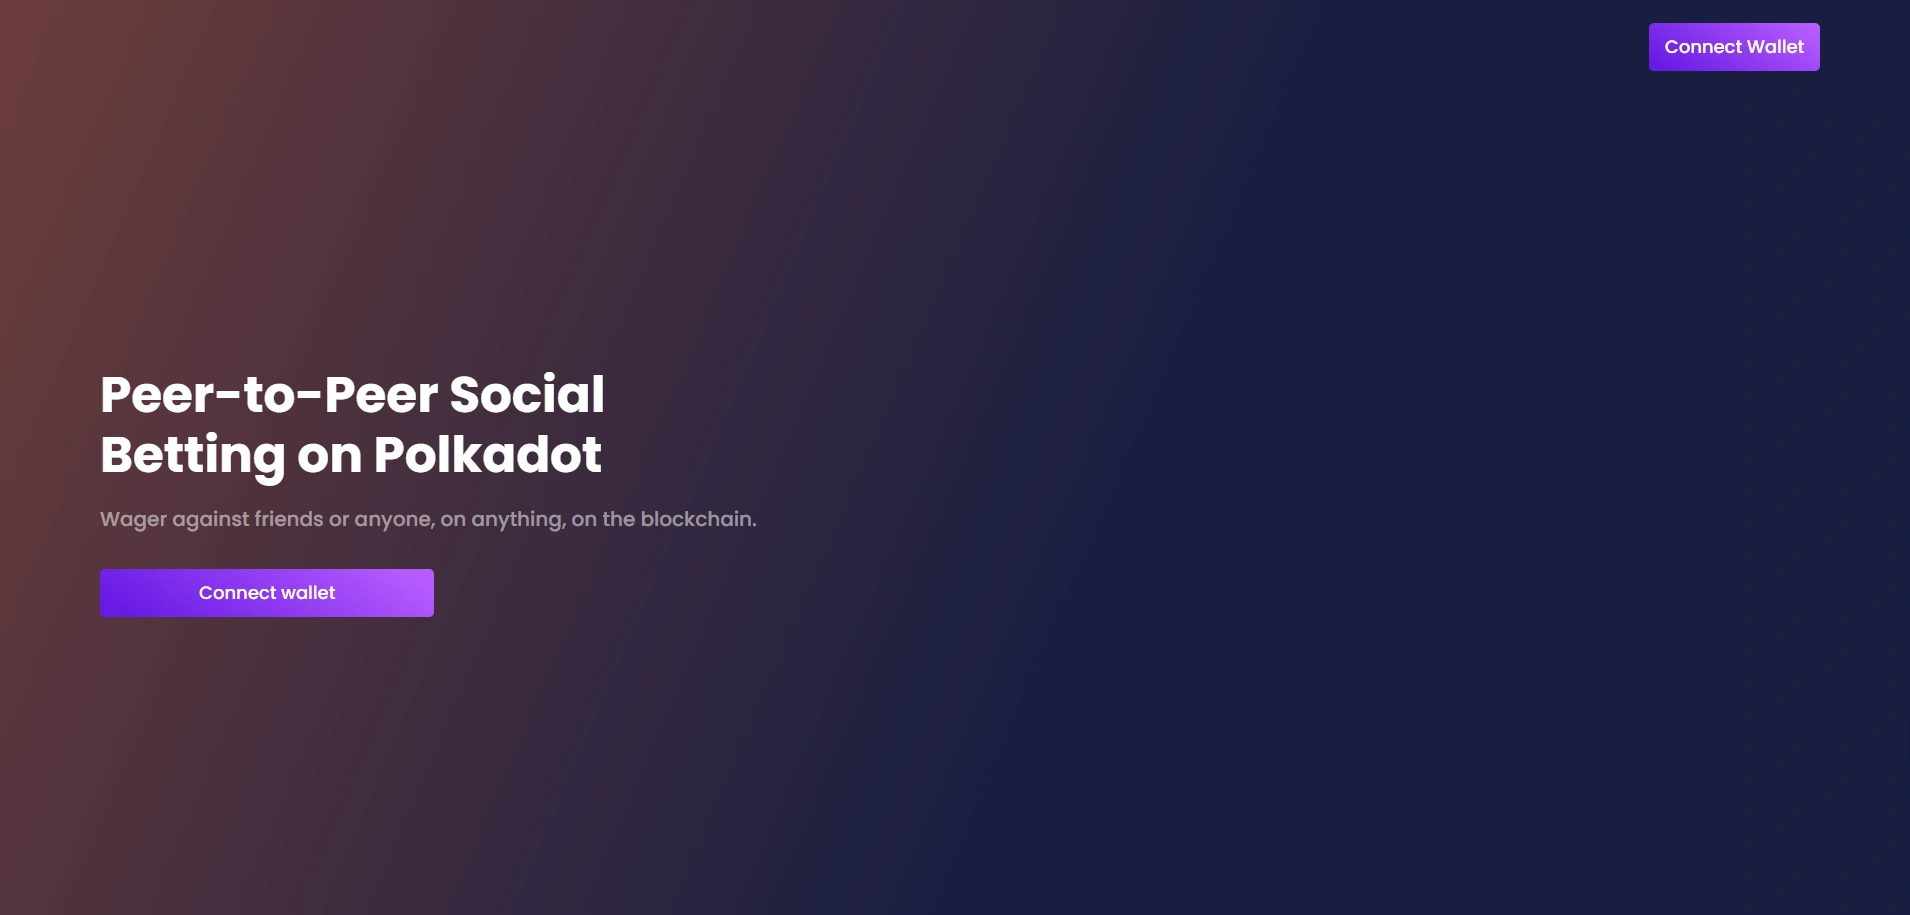 Connect Wallet
Peer-to-Peer Social
Betting on Polkadot
Wager against friends or anyone, on anything, on the blockchain.
Connect wallet